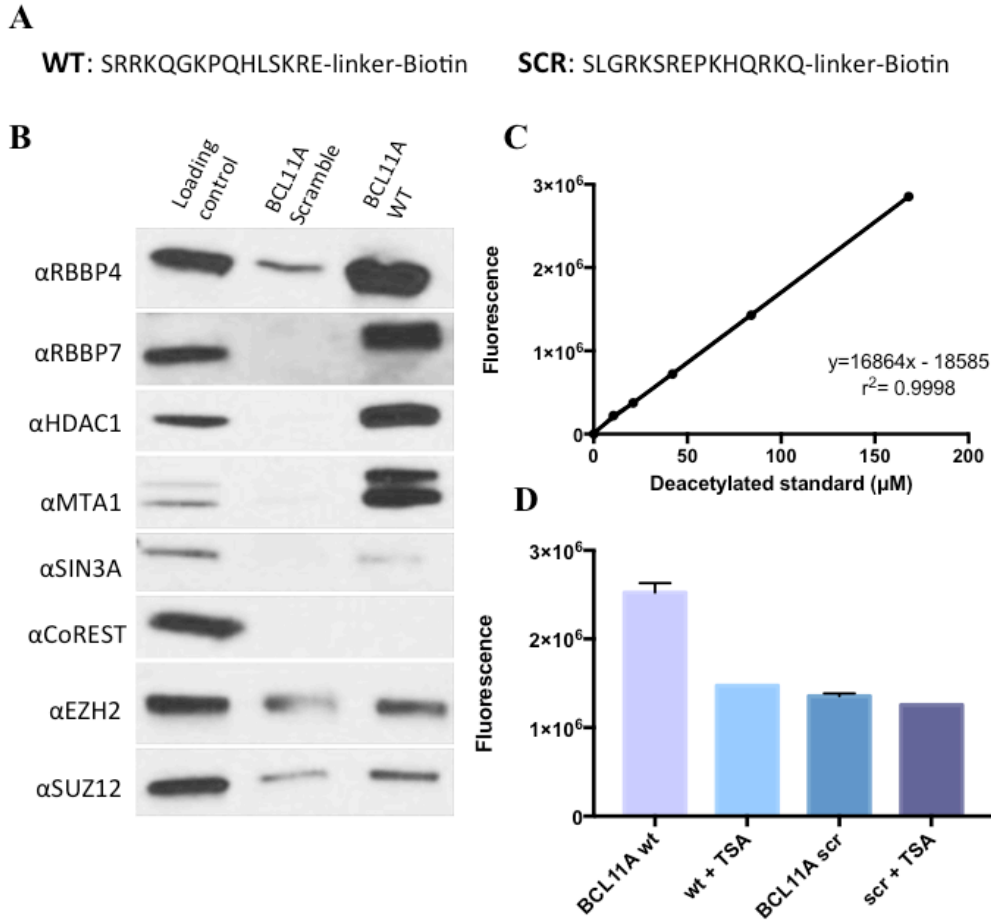 A
WT: SRRKQGKPQHLSKRE-linker-Biotin
SCR: SLGRKSREPKHQRKQ-linker-Biotin
B
Loading
control
BCL11A
Scramble
BCL11A
WT
αRBBP4
αRBBP7
αHDAC1
αMTA1
αSIN3A
αCoREST
αEZH2
αSUZ12
C
Fluorescence
3×10⁶
2×10⁶
1×10⁶
0
y=16864x - 18585
r²= 0.9998
0 50 100 150 200
Deacetylated standard (µM)
D
Fluorescence
3×10⁶
2×10⁶
1×10⁶
0
BCL11A wt
wt + TSA
BCL11A scr
scr + TSA